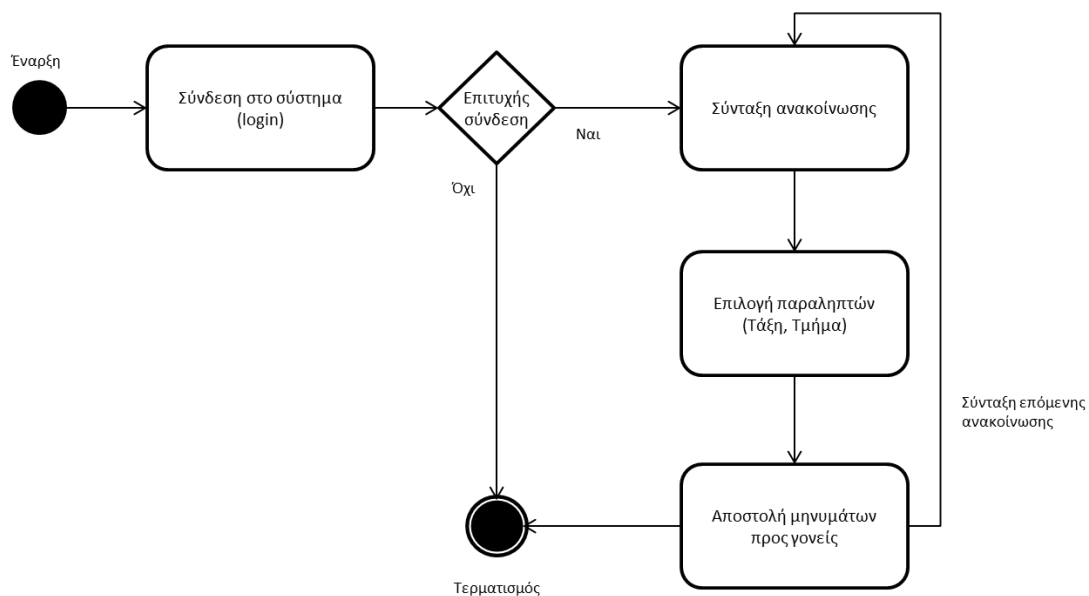 Έναρξη
Σύνδεση στο σύστημα
(login)
Επιτυχής
σύνδεση
Ναι
Όχι
Σύνταξη ανακοίνωσης
Επιλογή παραληπτών
(Τάξη, Τμήμα)
Σύνταξη επόμενης
ανακοίνωσης
Αποστολή μηνυμάτων
προς γονείς
Τερματισμός